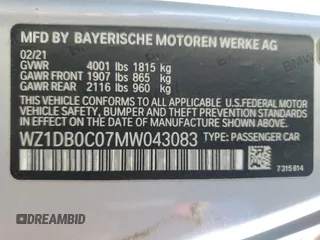 MFD BY BAYERISCHE MOTOREN WERKE AG
02/21
GVWR 4001 lbs 1815 kg
GAWR FRONT 1907 lbs 865 kg
GAWR REAR 2116 lbs 960 kg
THIS VEHICLE CONFORMS TO ALL APPLICABLE U.S. FEDERAL MOTOR
VEHICLE SAFETY, BUMPER, AND THEFT PREVENTION STANDARDS IN
EFFECT ON THE DATE OF MANUFACTURE SHOWN ABOVE.
WZ1DB0C07MW043083 TYPE: PASSENGER CAR
7 315 814
DREAMBID